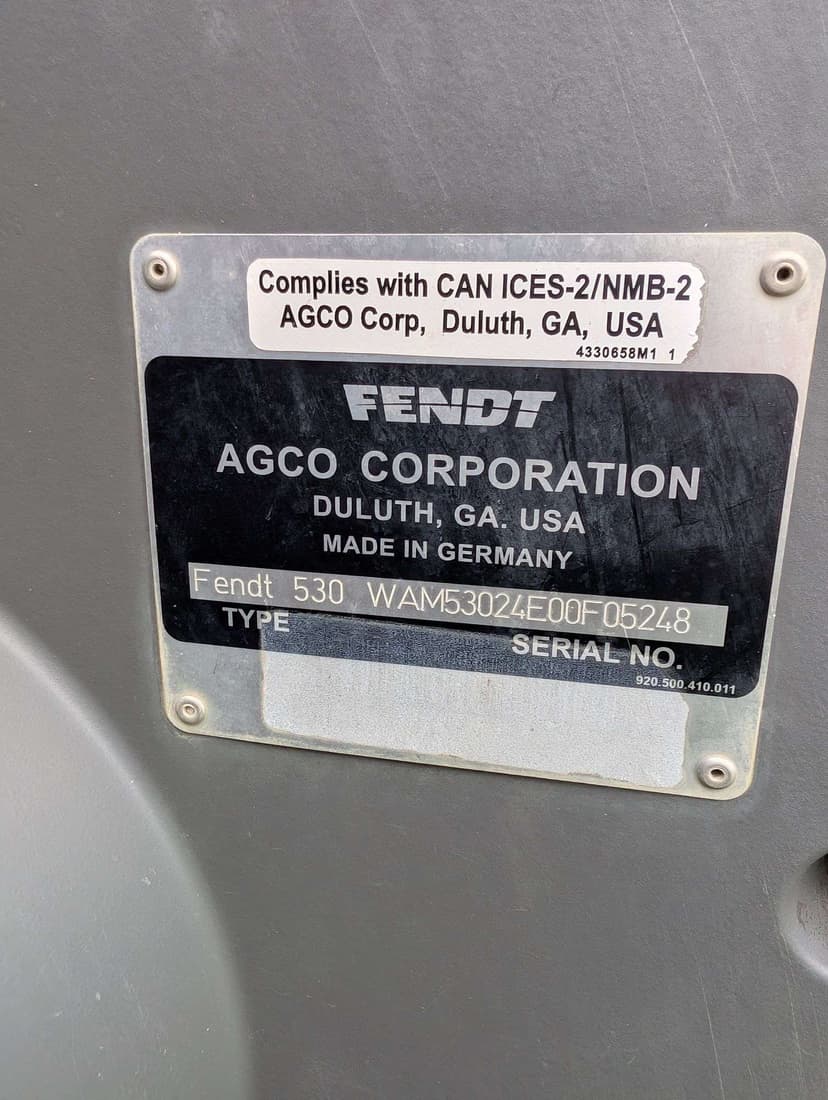 Complies with CAN ICES-2/NMB-2
AGCO Corp, Duluth, GA, USA
4330658M1 1
FENDT
AGCO CORPORATION
DULUTH, GA. USA
MADE IN GERMANY
Fendt 530 WAM53024E00F05248
TYPE SERIAL NO.
920.500.410.011